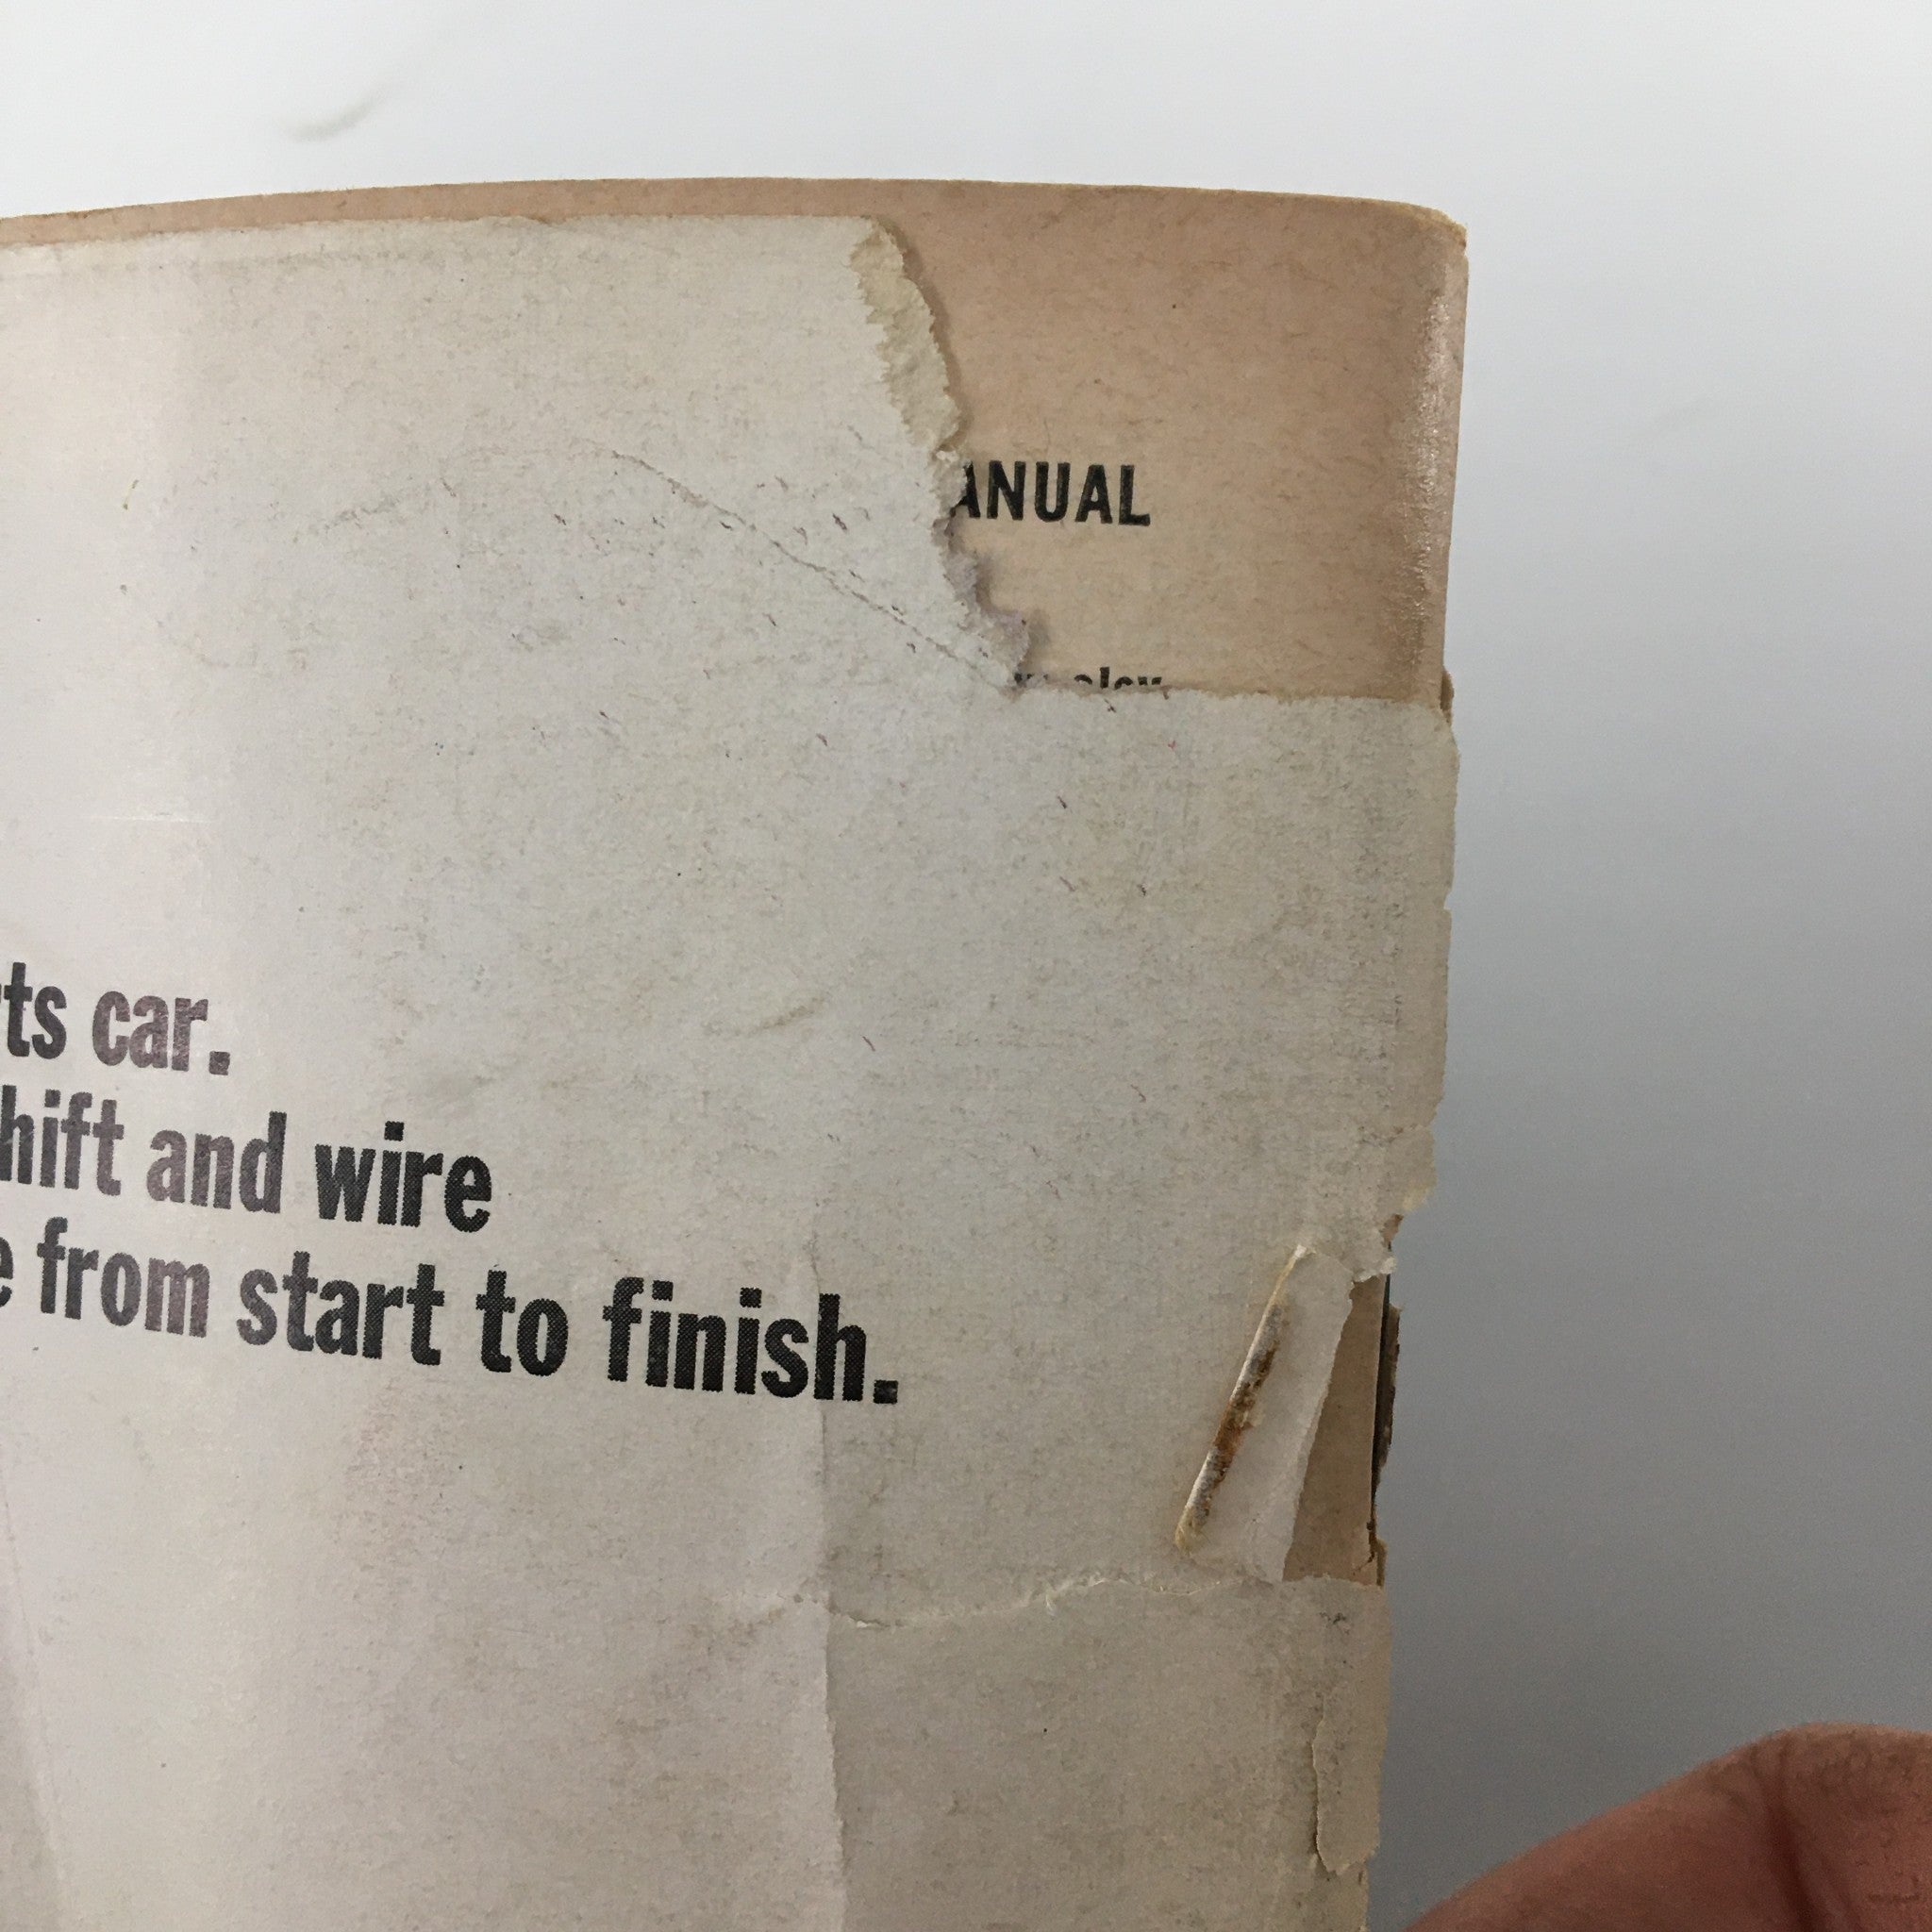 ANUAL
ts car.
hift and wire
e from start to finish.